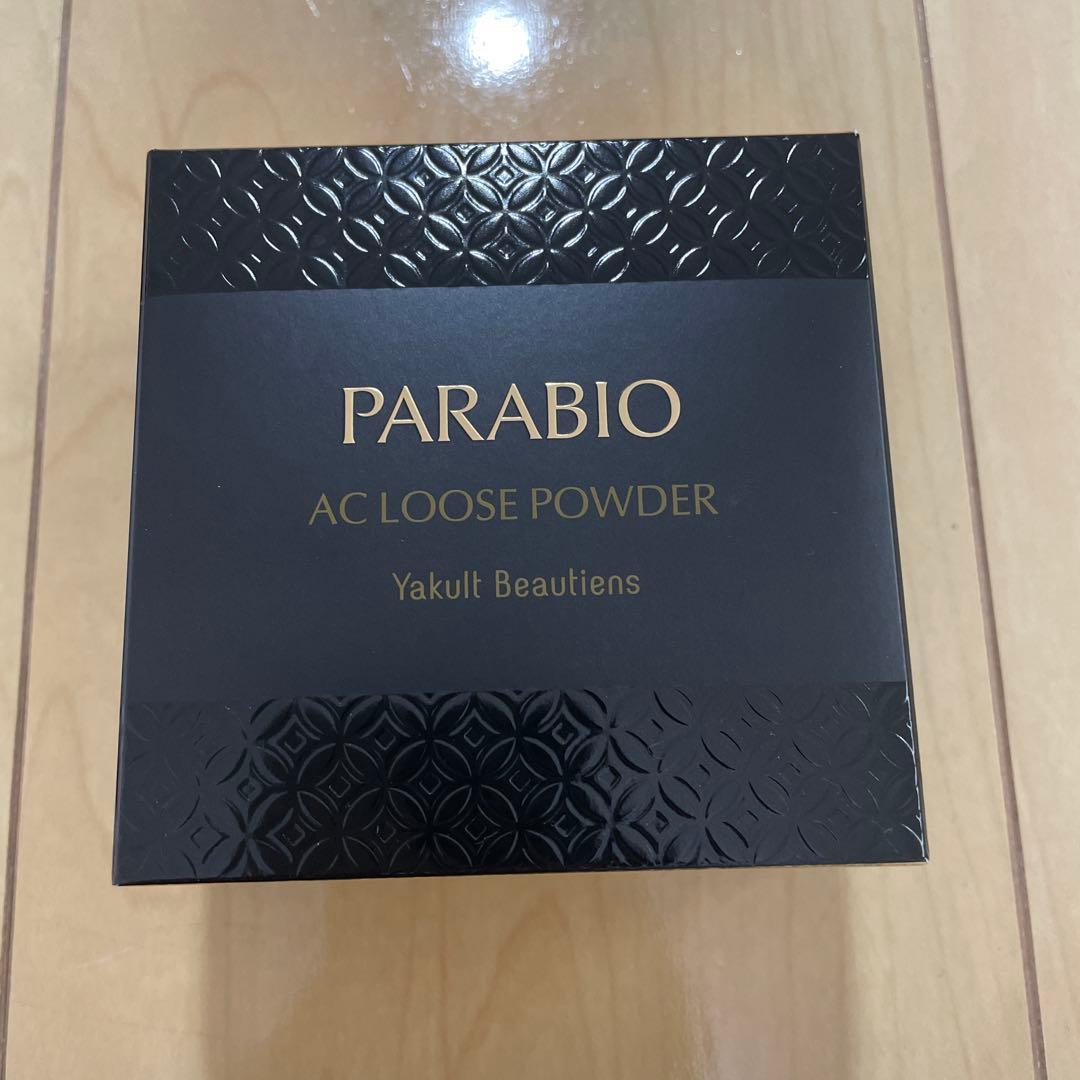 PARABIO
AC LOOSE POWDER
Yakult Beautiens